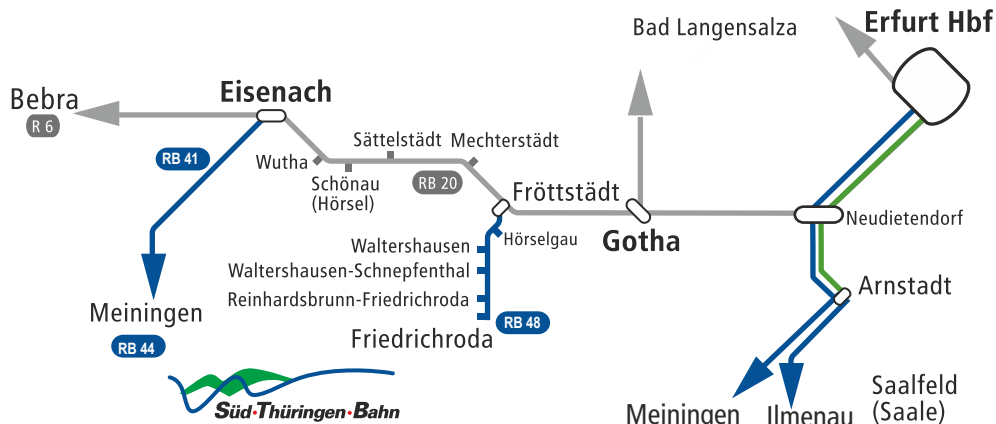 Bad Langensalza
Erfurt Hbf
Bebra
R 6
Eisenach
RB 41
Wutha
Sättelstädt
Mechterstädt
Schönau
(Hörsel)
RB 20
Fröttstädt
Hörselgau
Gotha
Neudietendorf
Waltershausen
Waltershausen-Schnepfenthal
Reinhardsbrunn-Friedrichroda
Friedrichroda
RB 48
Arnstadt
Meiningen
RB 44
Süd·Thüringen·Bahn
Meiningen
Ilmenau
Saalfeld
(Saale)